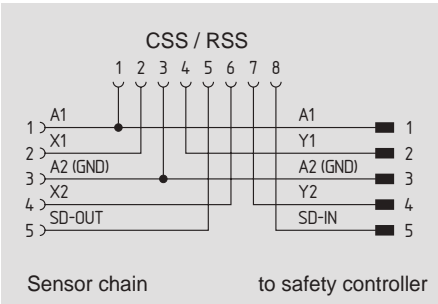 CSS / RSS
1 2 3 4 5 6 7 8
A1 A1
1 1
X1 Y1
2 2
A2 (GND) A2 (GND)
3 3
X2 Y2
4 4
SD-OUT SD-IN
5 5
Sensor chain to safety controller